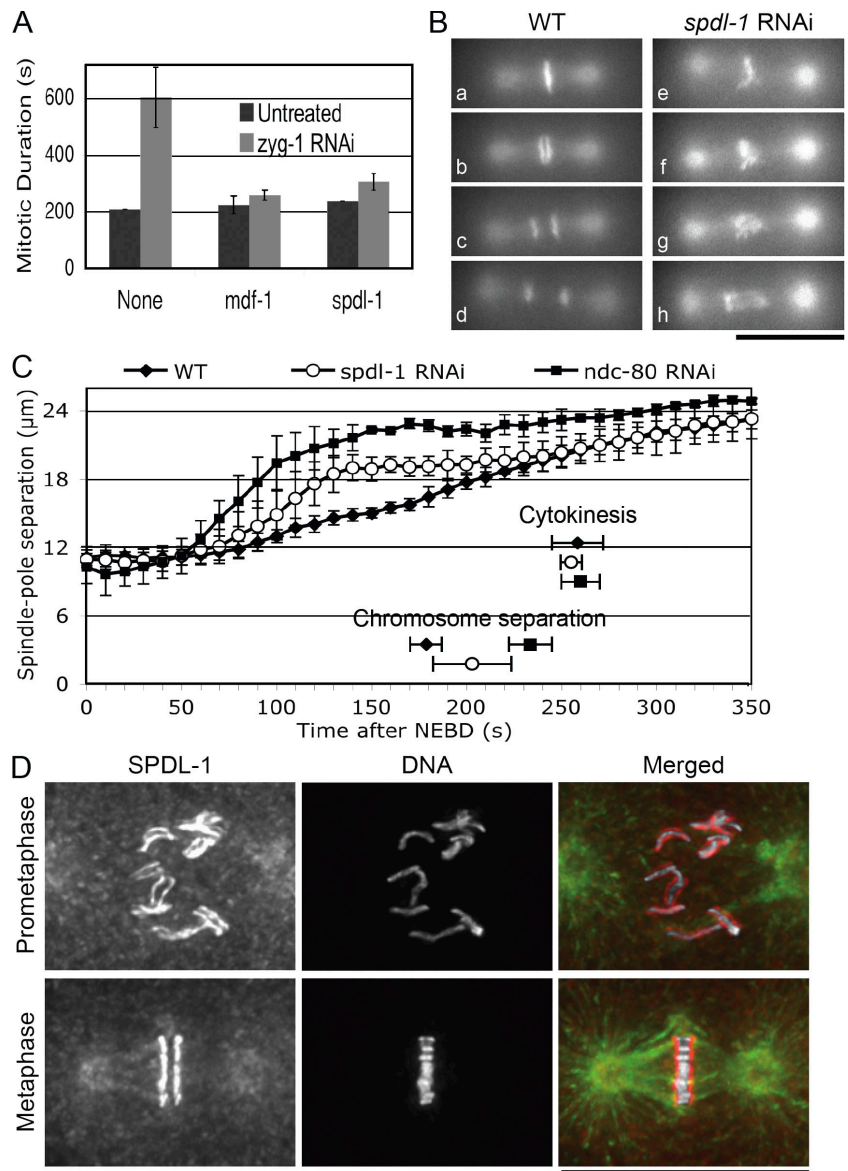 A
Mitotic Duration (s)
600
400
200
0
Untreated
zyg-1 RNAi
None mdf-1 spdl-1
B
WT spdl-1 RNAi
a e
b f
c g
d h
C
WT spdl-1 RNAi ndc-80 RNAi
Spindle-pole separation (μm)
24
18
12
6
0
Cytokinesis
Chromosome separation
0 50 100 150 200 250 300 350
Time after NEBD (s)
D
SPDL-1 DNA Merged
Prometaphase
Metaphase